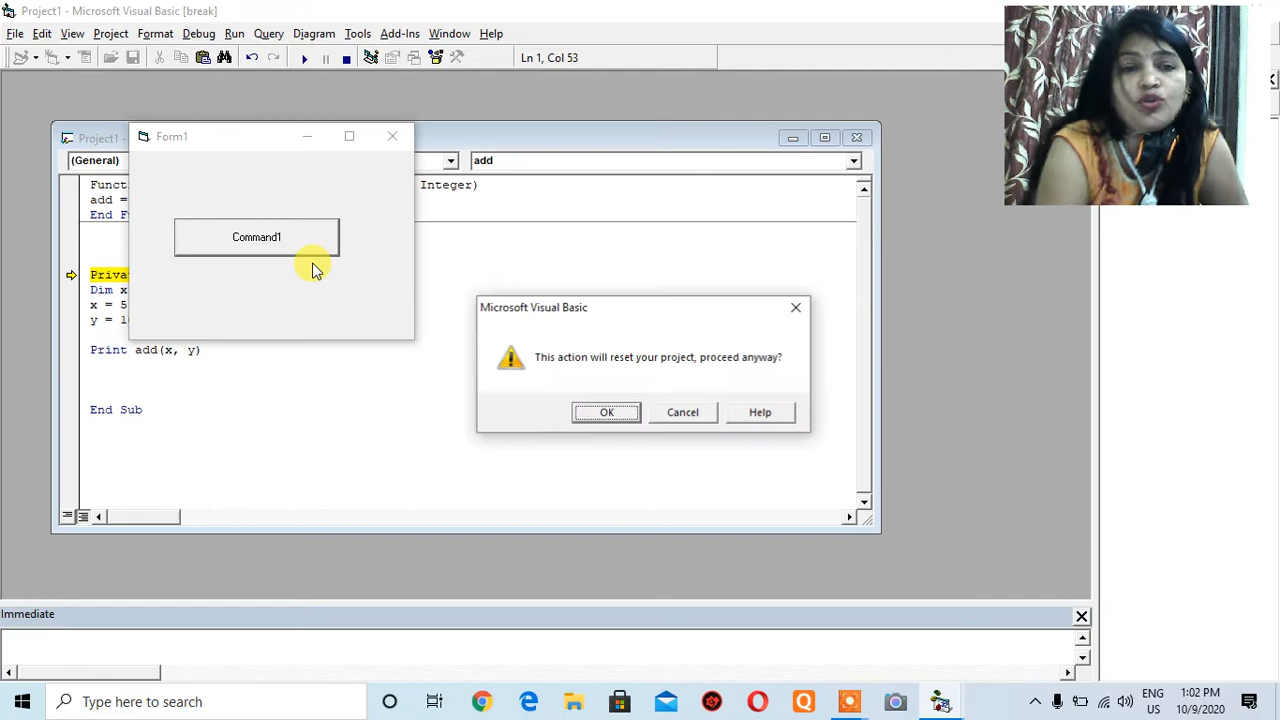 Project1 - Microsoft Visual Basic [break]
File Edit View Project Format Debug Run Query Diagram Tools Add-Ins Window Help
Ln 1, Col 53
Project1 -
Form1
(General)
add
Integer)
add =
End F
Command1
Priva
Dim x
x = 5
y = 1
Print add(x, y)
End Sub
Microsoft Visual Basic
This action will reset your project, proceed anyway?
OK Cancel Help
Immediate
Type here to search
ENG
US
1:02 PM
10/9/2020